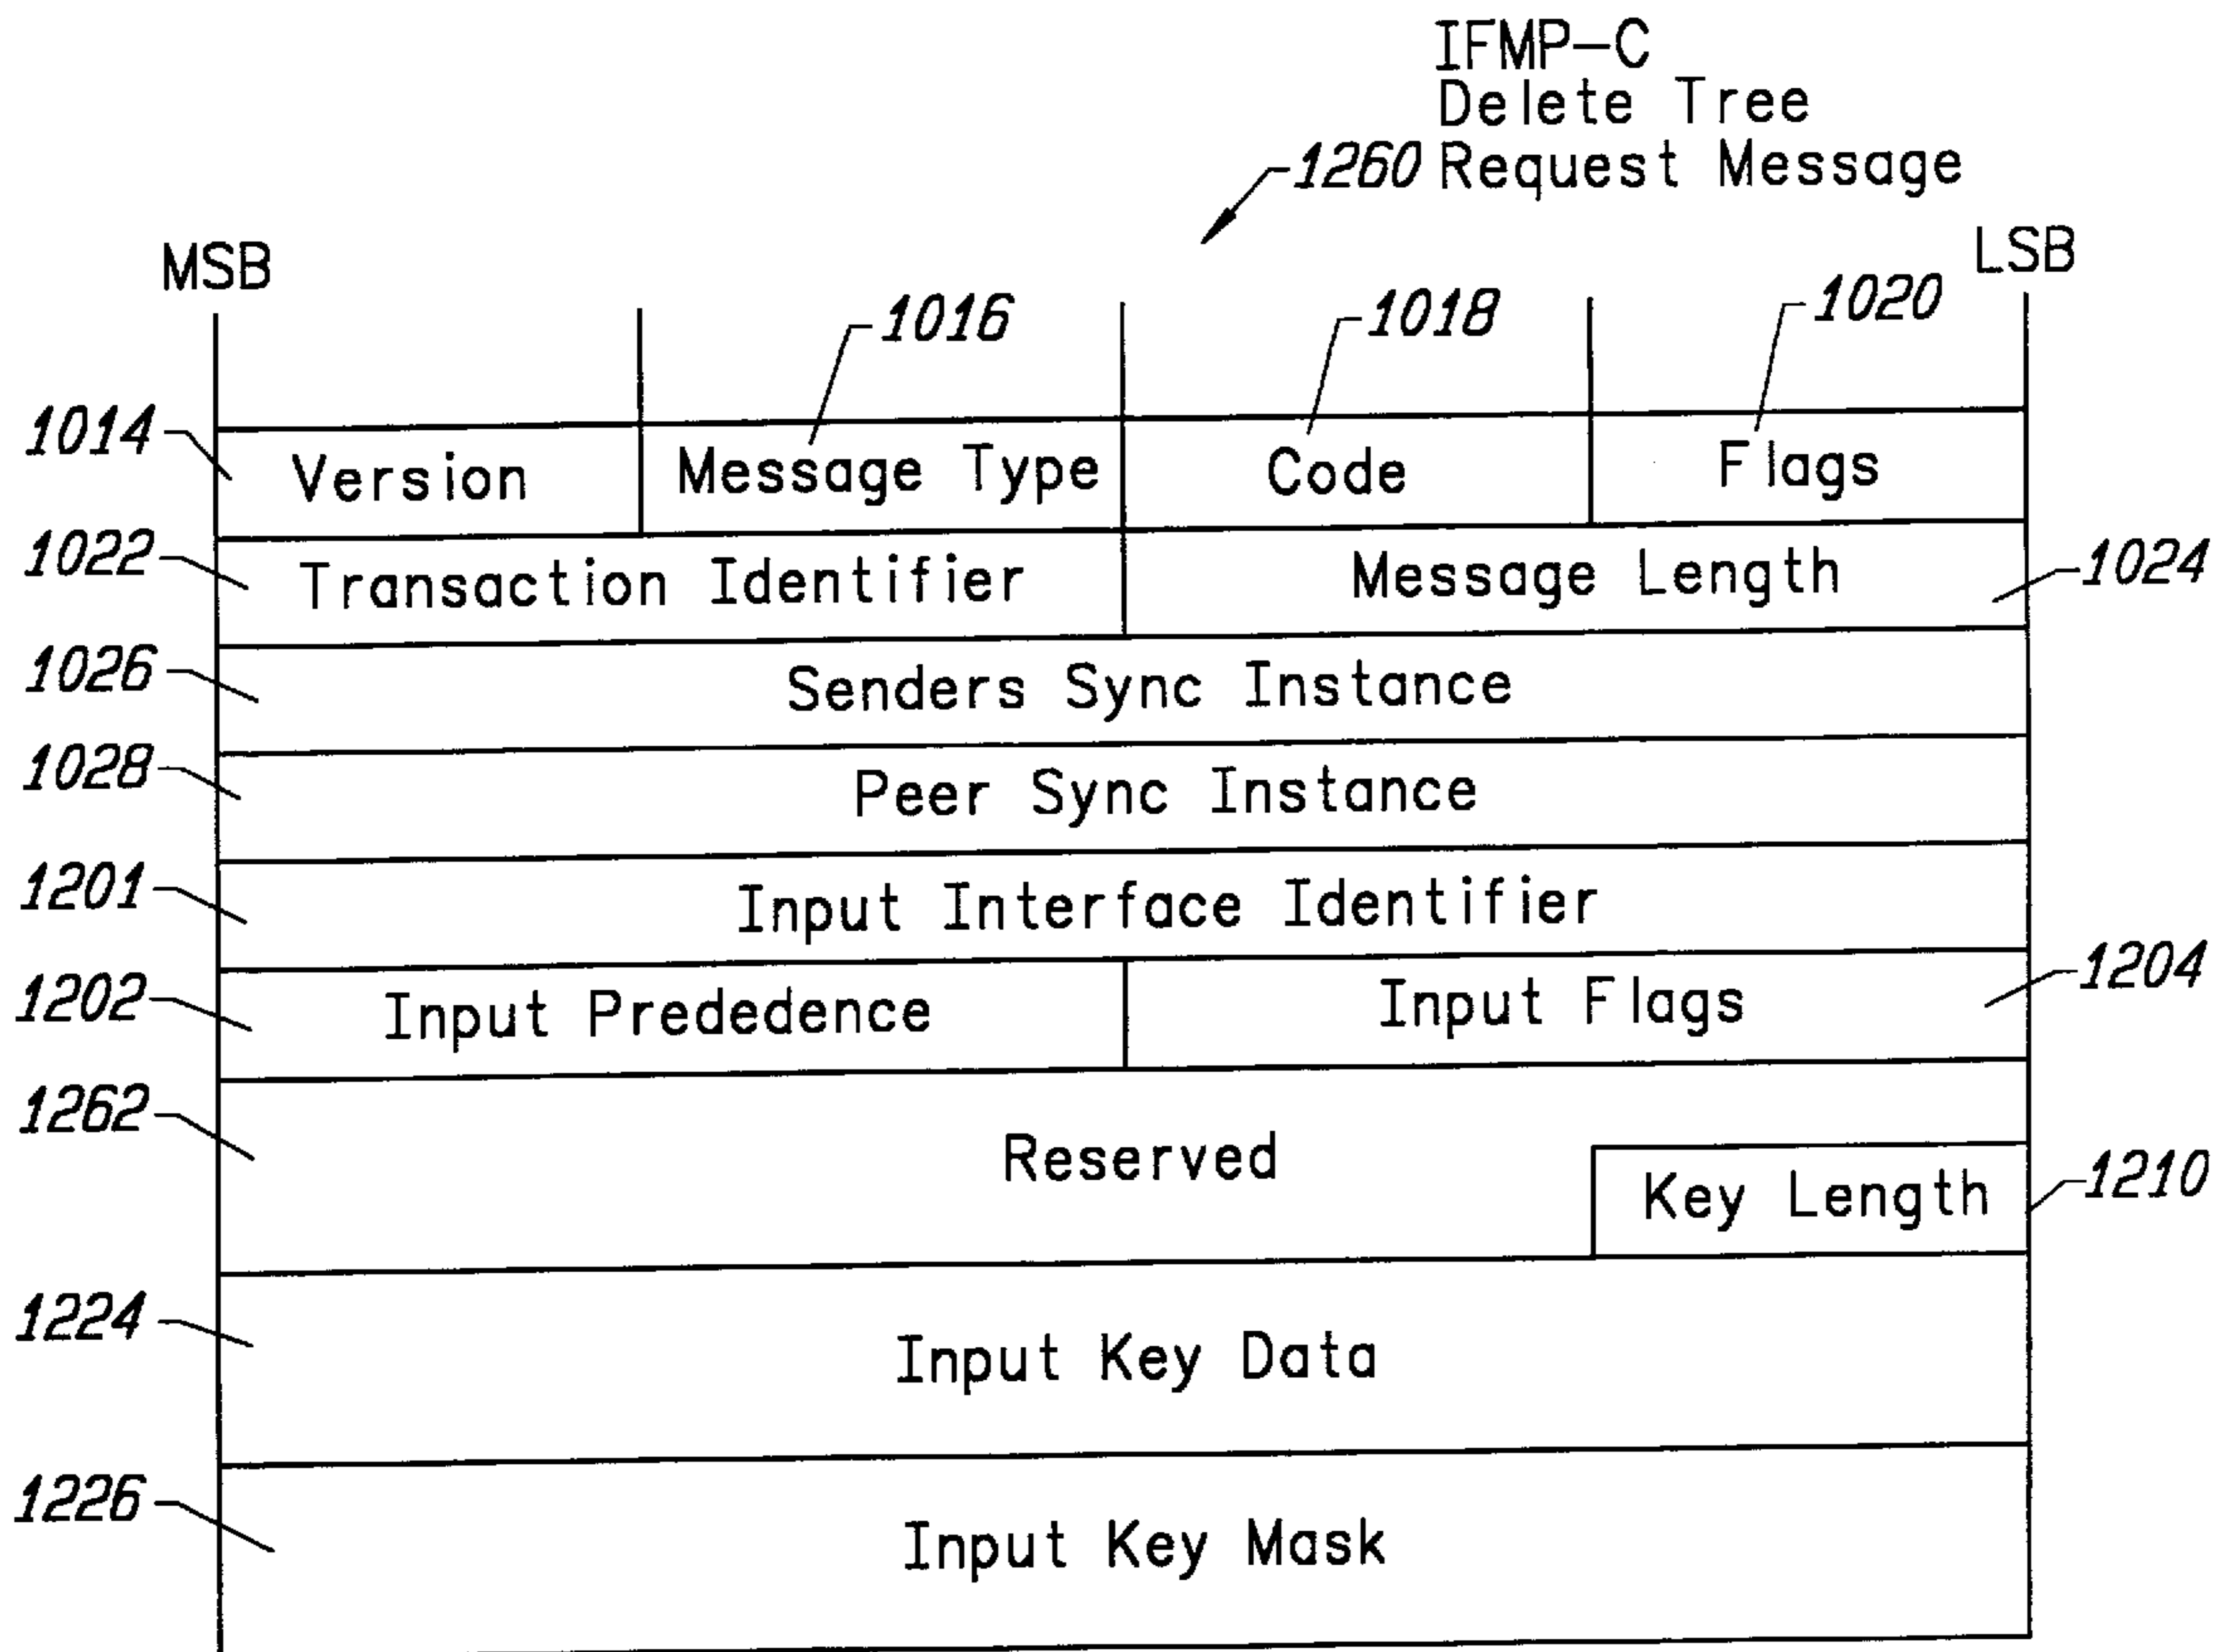 IFMP-C
Delete Tree
1260 Request Message
MSB
LSB
1016
1018
1020
1014
Version Message Type Code Flags
1022
Transaction Identifier Message Length
1024
1026
Senders Sync Instance
1028
Peer Sync Instance
1201
Input Interface Identifier
1202
Input Prededence Input Flags
1204
1262
Reserved
Key Length
1210
1224
Input Key Data
1226
Input Key Mask